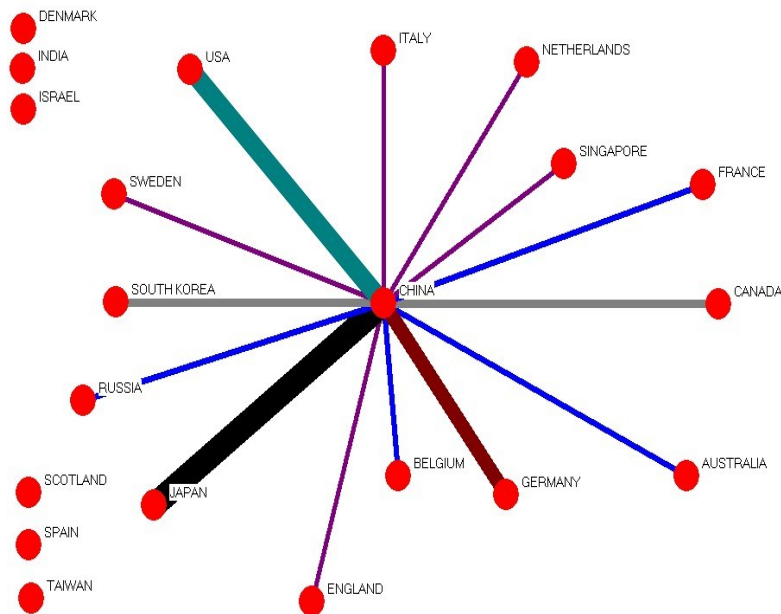 DENMARK
ITALY
NETHERLANDS
INDIA
USA
ISRAEL
SINGAPORE
FRANCE
SWEDEN
SOUTH KOREA
CHINA
CANADA
RUSSIA
BELGIUM
AUSTRALIA
SCOTLAND
JAPAN
GERMANY
SPAIN
TAIWAN
ENGLAND